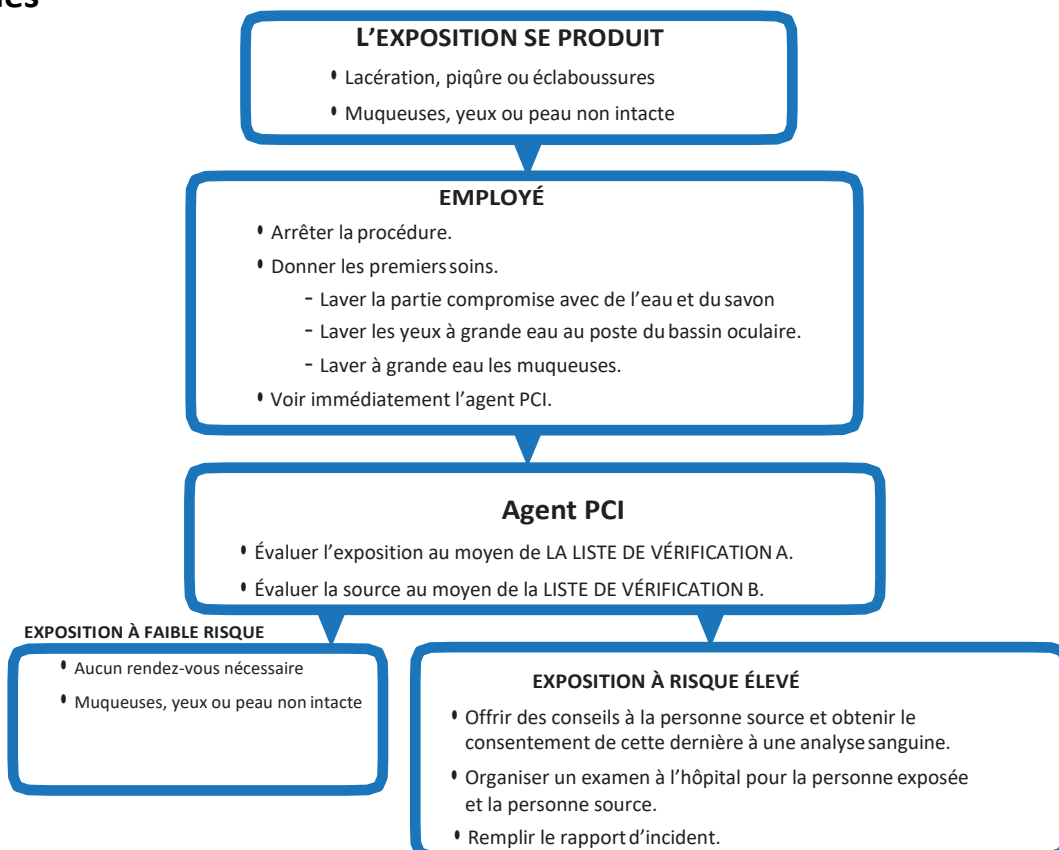 L'EXPOSITION SE PRODUIT
• Lacération, piqûre ou éclaboussures
• Muqueuses, yeux ou peau non intacte
EMPLOYÉ
• Arrêter la procédure.
• Donner les premiers soins.
- Laver la partie compromise avec de l'eau et du savon
- Laver les yeux à grande eau au poste du bassin oculaire.
- Laver à grande eau les muqueuses.
• Voir immédiatement l'agent PCI.
Agent PCI
• Évaluer l'exposition au moyen de LA LISTE DE VÉRIFICATION A.
• Évaluer la source au moyen de la LISTE DE VÉRIFICATION B.
EXPOSITION À FAIBLE RISQUE
• Aucun rendez-vous nécessaire
• Muqueuses, yeux ou peau non intacte
EXPOSITION À RISQUE ÉLEVÉ
• Offrir des conseils à la personne source et obtenir le
consentement de cette dernière à une analyse sanguine.
• Organiser un examen à l'hôpital pour la personne exposée
et la personne source.
• Remplir le rapport d'incident.